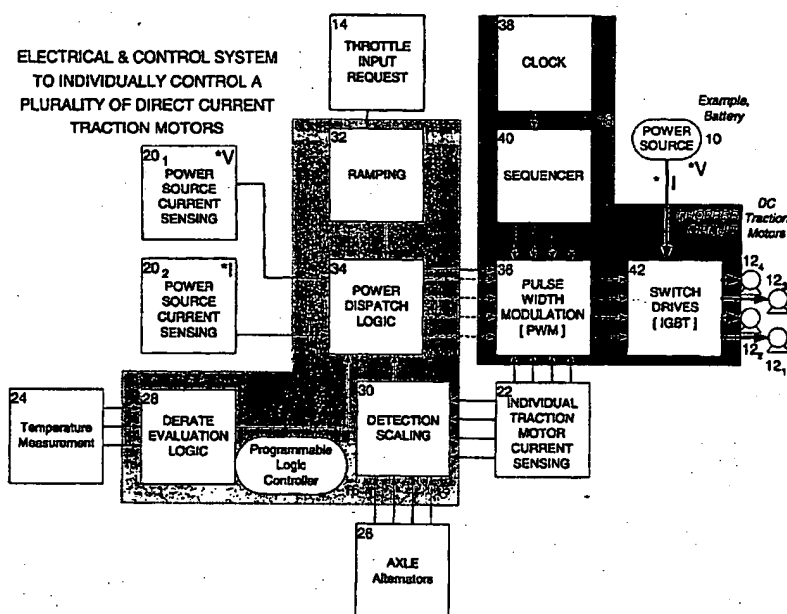 ELECTRICAL & CONTROL SYSTEM
TO INDIVIDUALLY CONTROL A
PLURALITY OF DIRECT CURRENT
TRACTION MOTORS
14
THROTTLE
INPUT
REQUEST
38
CLOCK
Example,
Battery
POWER
SOURCE
10
*V
* I
20 1 *V
POWER
SOURCE
CURRENT
SENSING
32
RAMPING
40
SEQUENCER
DC
Traction
Motors
20 2 *I
POWER
SOURCE
CURRENT
SENSING
34
POWER
DISPATCH
LOGIC
36
PULSE
WIDTH
MODULATION
[ PWM ]
42
SWITCH
DRIVES
[ IGBT ]
12 4
12 1
24
Temperature
Measurement
28
DERATE
EVALUATION
LOGIC
Programmable
Logic
Controller
30
DETECTION
SCALING
22
INDIVIDUAL
TRACTION
MOTOR
CURRENT
SENSING
26
AXLE
Alternators